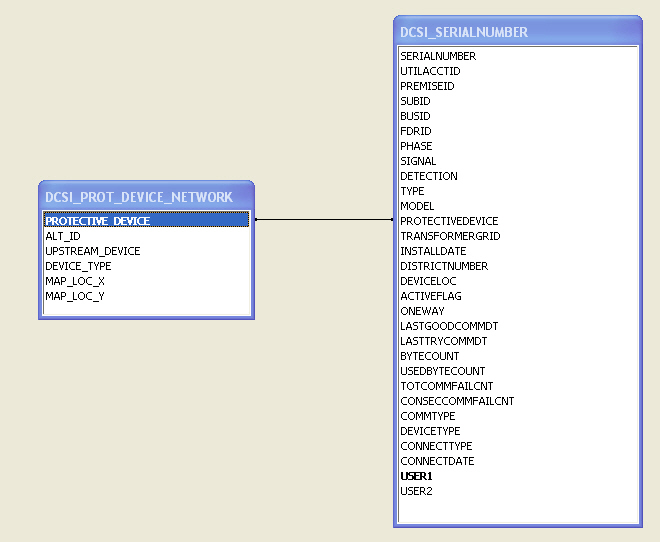 DCSI_PROT_DEVICE_NETWORK
PROTECTIVE_DEVICE
ALT_ID
UPSTREAM_DEVICE
DEVICE_TYPE
MAP_LOC_X
MAP_LOC_Y
DCSI_SERIALNUMBER
SERIALNUMBER
UTILACCTID
PREMISEID
SUBID
BUSID
FDRID
PHASE
SIGNAL
DETECTION
TYPE
MODEL
PROTECTIVEDEVICE
TRANSFORMERGRID
INSTALLDATE
DISTRICTNUMBER
DEVICELOC
ACTIVEFLAG
ONEWAY
LASTGOODCOMMDT
LASTTRYCOMMDT
BYTECOUNT
USEDBYTECOUNT
TOTCOMMFAILCNT
CONSECCOMMFAILCNT
COMMTYPE
DEVICETYPE
CONNECTTYPE
CONNECTDATE
USER1
USER2